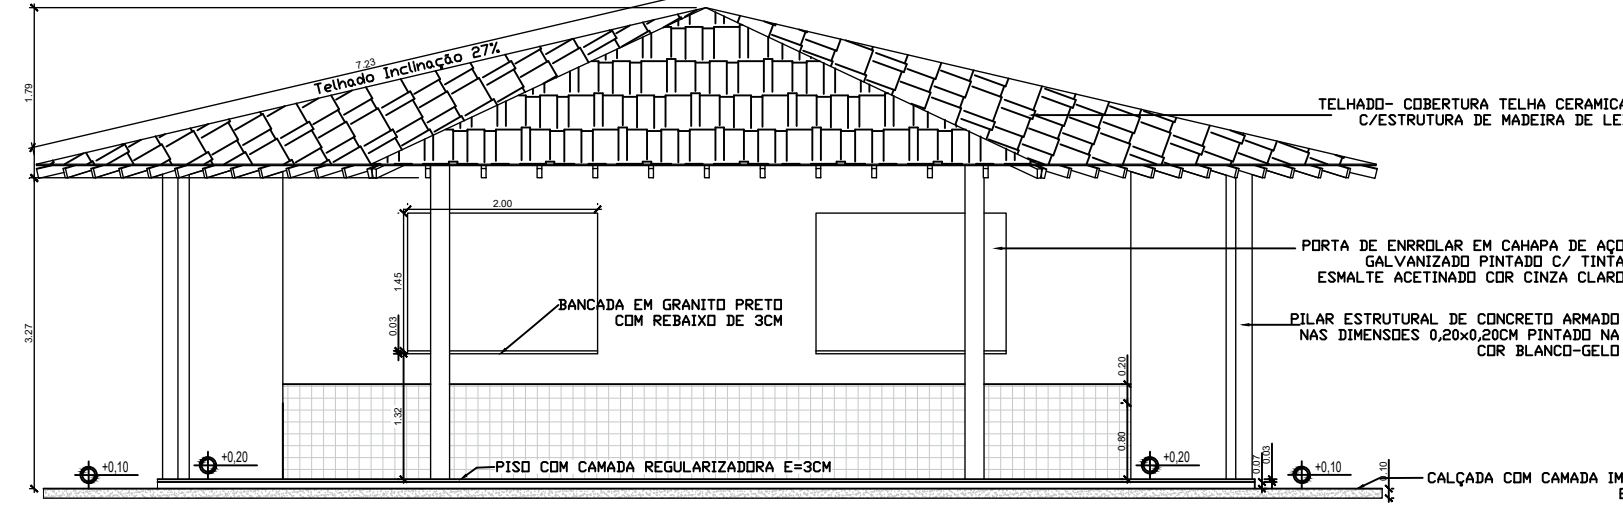 7.23
Telhado Inclinação 27%
1.79
TELHADO- COBERTURA TELHA CERAMICA
C/ESTRUTURA DE MADEIRA DE LE
2.00
3.27
1.45
0.03
1.32
BANCADA EM GRANITO PRETO
COM REBAIXO DE 3CM
PORTA DE ENRROLAR EM CAHAPA DE AÇO
GALVANIZADO PINTADO C/ TINTA
ESMALTE ACETINADO COR CINZA CLARO
PILAR ESTRUTURAL DE CONCRETO ARMADO
NAS DIMENSOES 0,20x0,20CM PINTADO NA
COR BLANCO-GELO
0.20
0.80
+0,10
+0,20
PISO COM CAMADA REGULARIZADORA E=3CM
+0,20
0.07
0.03
+0,10
0.10
CALÇADA COM CAMADA IM